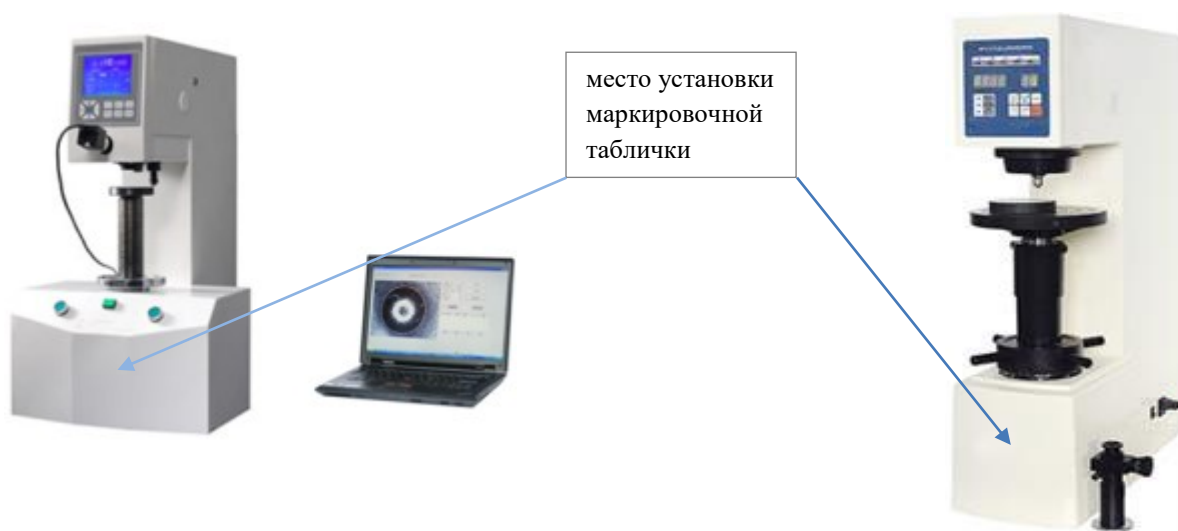 место установки
маркировочной
таблички